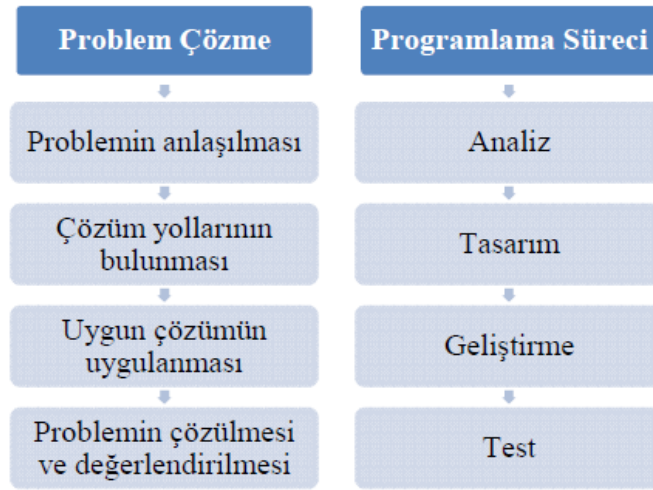 Problem Çözme
Problemin anlaşılması
Çözüm yollarının
bulunması
Uygun çözümün
uygulanması
Problemin çözülmesi
ve değerlendirilmesi
Programlama Süreci
Analiz
Tasarım
Geliştirme
Test